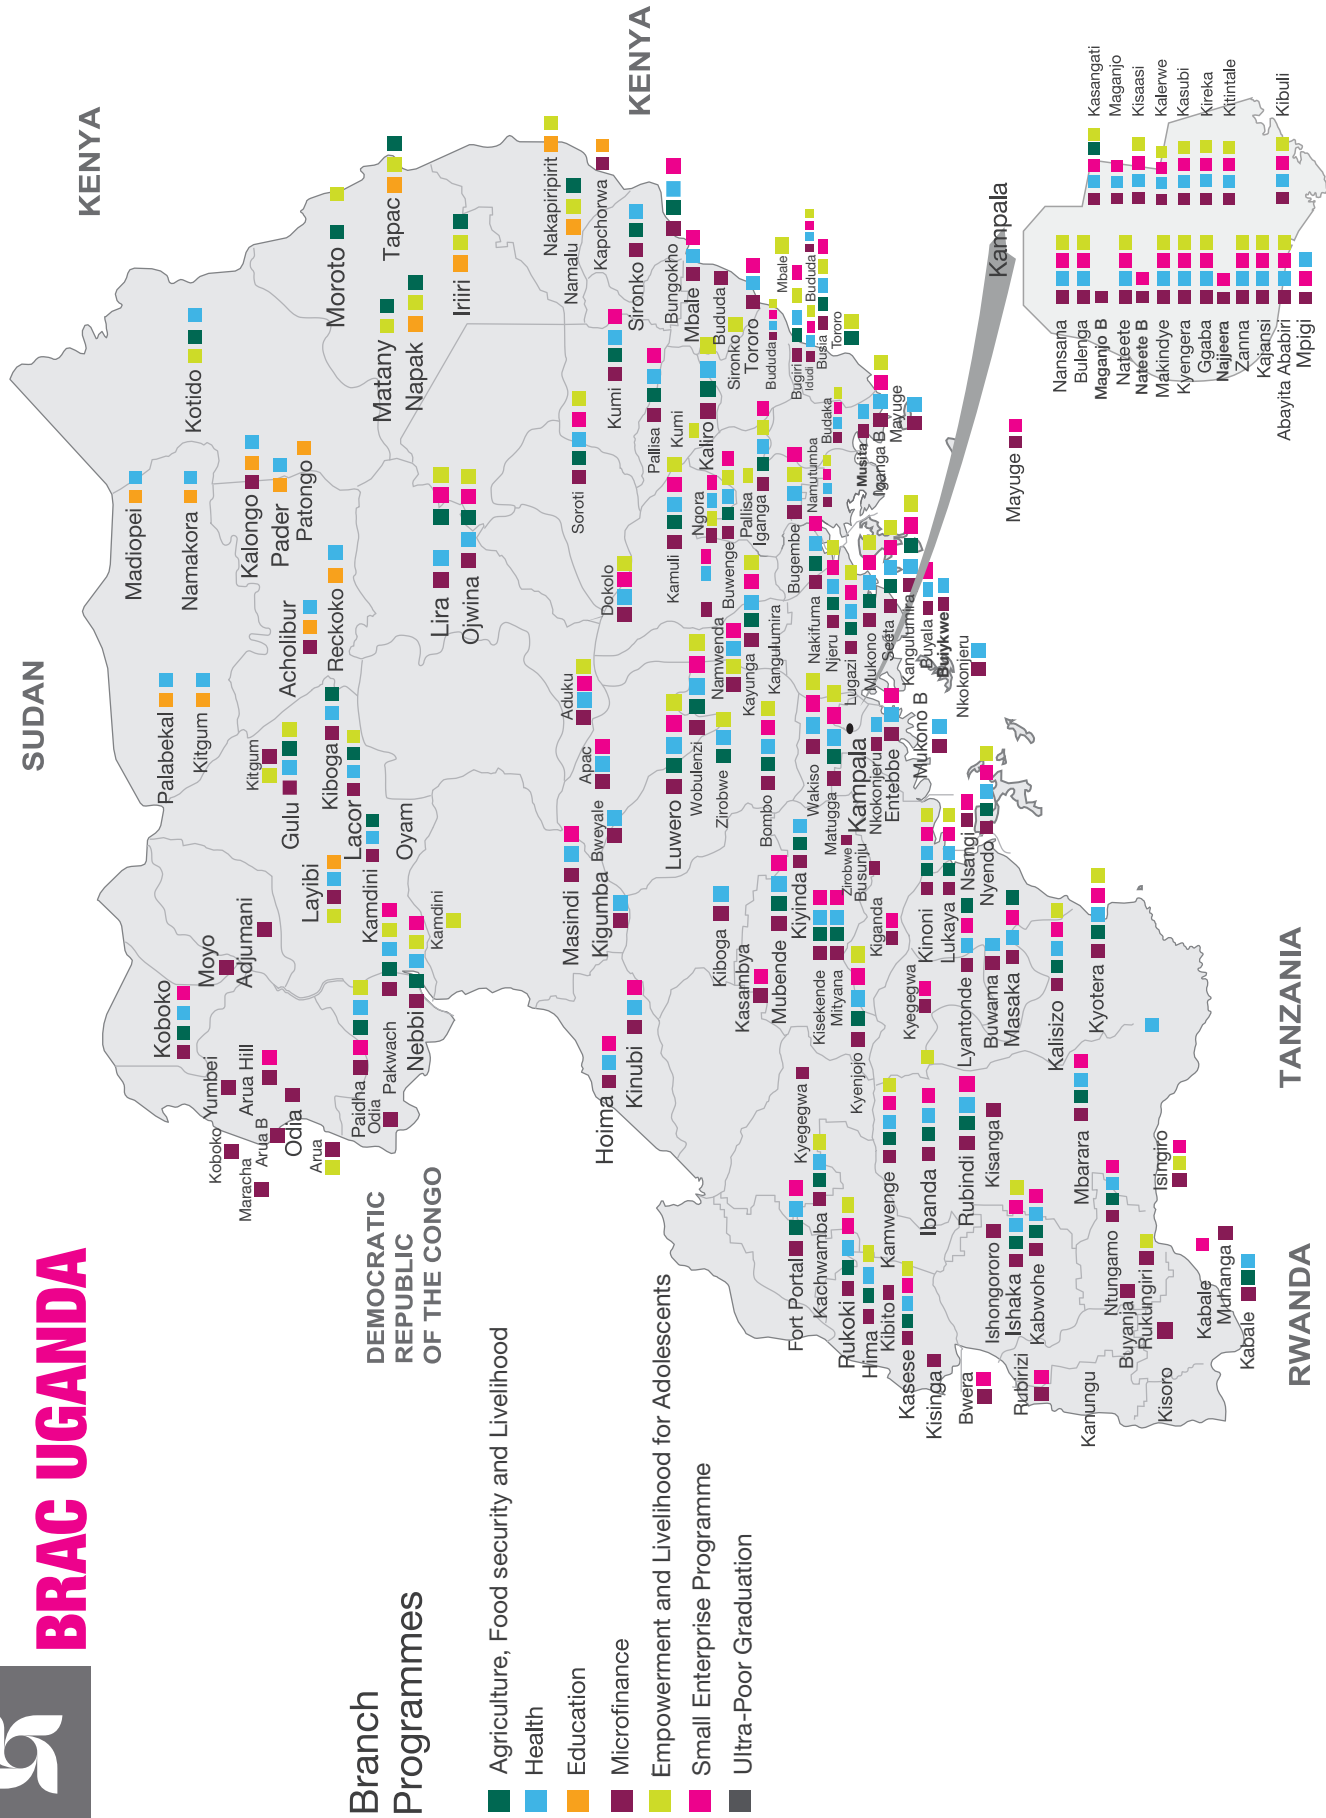 BRAC UGANDA
Branch
Programmes
Agriculture, Food security and Livelihood
Health
Education
Microfinance
Empowerment and Livelihood for Adolescents
Small Enterprise Programme
Ultra-Poor Graduation
SUDAN
KENYA
KENYA
DEMOCRATIC
REPUBLIC
OF THE CONGO
RWANDA
TANZANIA
Koboko
Moyo
Adjumani
Yumbei
Arua Hill
Koboko
Maracha
Arua B
Odia
Arua
Paidha
Odia
Pakwach
Nebbi
Palabekal
Kitgum
Kitgum
Gulu
Kiboga
Lacor
Layibi
Kamdini
Oyam
Kamdini
Madiopei
Namakora
Kalongo
Pader
Patongo
Acholibur
Reckoko
Lira
Ojwina
Kotido
Moroto
Tapac
Matany
Napak
Iriiri
Nakapiripirit
Namalu
Kapchorwa
Sironko
Bungokho
Mbale
Bududa
Tororo
Sironko
Kumi
Soroti
Pallisa
Kumi
Kaliro
Dokolo
Aduku
Apac
Bweyale
Masindi
Kigumba
Hoima
Kinubi
Kamuli
Ngora
Buwenge
Pallisa
Iganga
Bugembe
Namutumba
Budaka
Bududa
Mbale
Bugiri
Idudi
Bududa
Busia
Tororo
Musita
Iganga B
Mayuge
Mayuge
Luwero
Wobulenzi
Zirobwe
Namwenda
Kayunga
Kangulumira
Bombo
Wakiso
Matugga
Nakifuma
Njeru
Lugazi
Mukono
Seeta
Kangulumira
Buyala
Buiykwe
Nkokonjeru
Kampala
Nkokonjeru
Entebbe
Mukono B
Kiboga
Kasambya
Mubende
Kiyinda
Zirobwe
Busunju
Kisekende
Mityana
Kiganda
Kyenjojo
Kyegegwa
Kinoni
Lukaya
Nsangi
Nyendo
Lyantonde
Buwama
Masaka
Kalisizo
Kyotera
Fort Portal
Kyegegwa
Kachwamba
Rukoki
Hima
Kibito
Kamwenge
Kasese
Kisinga
Bwera
Ibanda
Rubindi
Kisanga
Ishongororo
Ishaka
Kabwohe
Rubirizi
Kanungu
Mbarara
Isingiro
Ntungamo
Buyanja
Rukungiri
Kisoro
Kabale
Muhanga
Kabale
Kampala
Nansana
Bulenga
Maganjo B
Nateete
Nateete B
Makindye
Kyengera
Ggaba
Najjeera
Zanna
Kajansi
Abayita Ababiri
Mpigi
Kasangati
Maganjo
Kisaasi
Kalerwe
Kasubi
Kireka
Kitintale
Kibuli